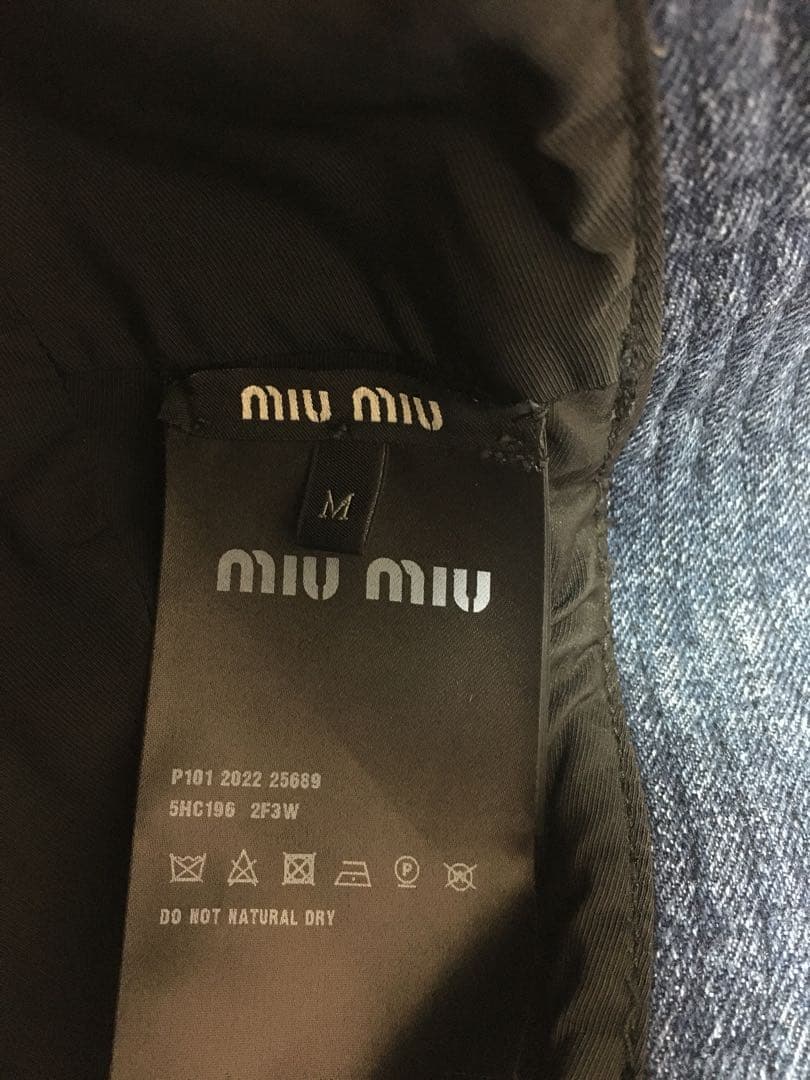 miu miu
M
miu miu
P101 2022 25689
5HC196 2F3W
P
W
DO NOT NATURAL DRY